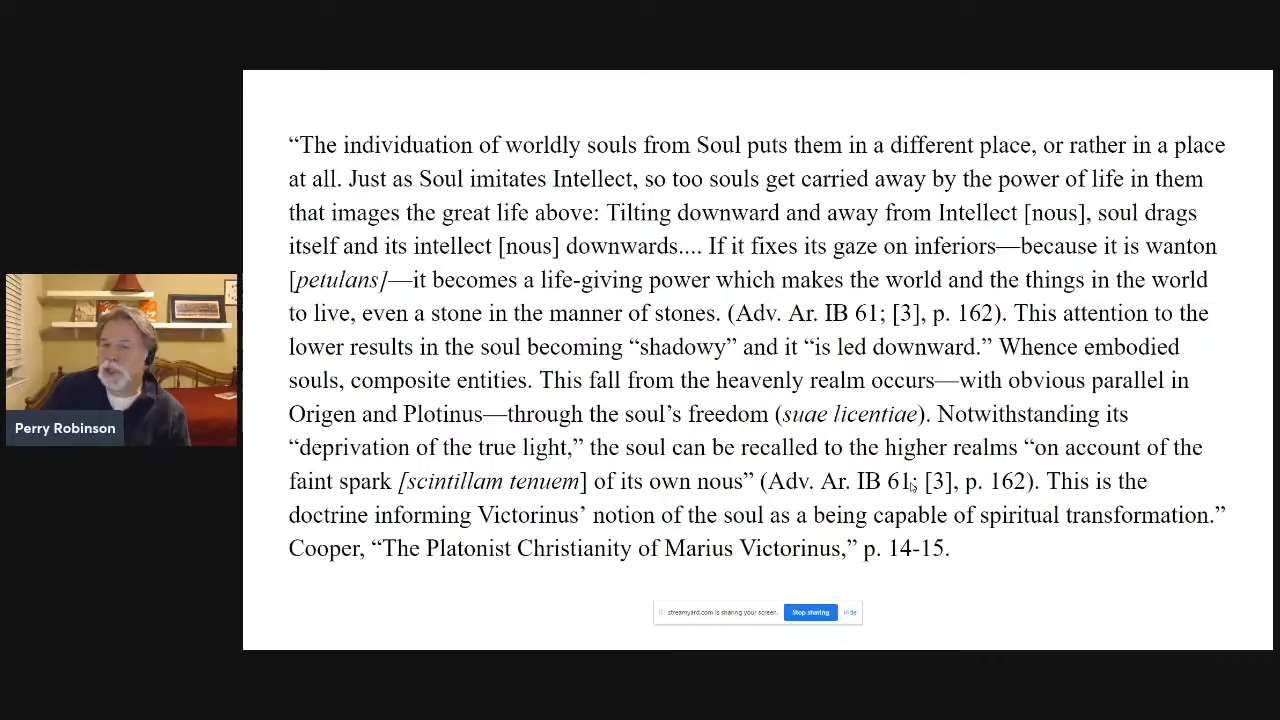 “The individuation of worldly souls from Soul puts them in a different place, or rather in a place
at all. Just as Soul imitates Intellect, so too souls get carried away by the power of life in them
that images the great life above: Tilting downward and away from Intellect [nous], soul drags
itself and its intellect [nous] downwards.... If it fixes its gaze on inferiors—because it is wanton
[petulans]—it becomes a life-giving power which makes the world and the things in the world
to live, even a stone in the manner of stones. (Adv. Ar. IB 61; [3], p. 162). This attention to the
lower results in the soul becoming “shadowy” and it “is led downward.” Whence embodied
souls, composite entities. This fall from the heavenly realm occurs—with obvious parallel in
Origen and Plotinus—through the soul’s freedom (suae licentiae). Notwithstanding its
“deprivation of the true light,” the soul can be recalled to the higher realms “on account of the
faint spark [scintillam tenuem] of its own nous” (Adv. Ar. IB 61; [3], p. 162). This is the
doctrine informing Victorinus’ notion of the soul as a being capable of spiritual transformation.”
Cooper, “The Platonist Christianity of Marius Victorinus,” p. 14-15.
Perry Robinson
streamyard.com is sharing your screen. Stop sharing Hide